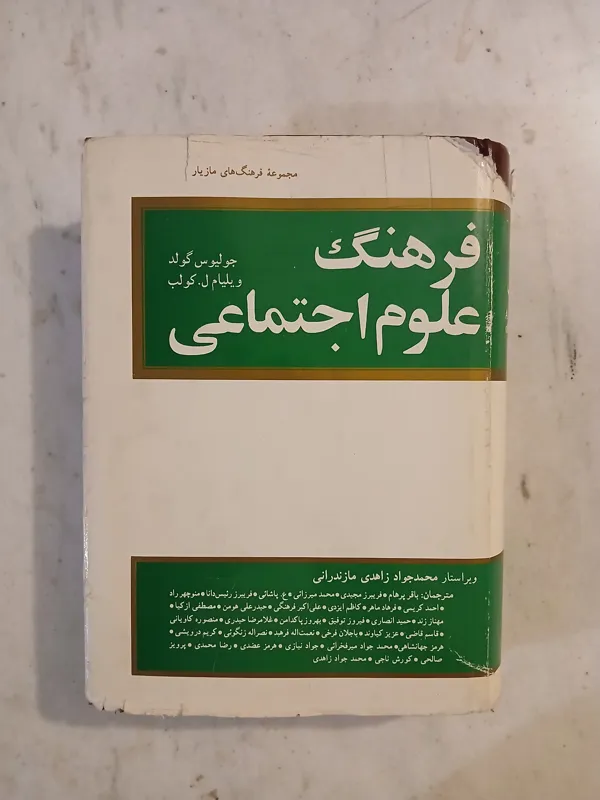 مجموعهٔ فرهنگ‌های مازیار
فرهنگ
علوم اجتماعی
جولیوس گولد
ویلیام ل. کولب
ویراستار محمدجواد زاهدی مازندرانی
مترجمان: باقر پرهام • فریبرز مجیدی • محمد میرزائی • ع. پاشائی • فریبرز رئیس‌دانا • منوچهر راد
• احمد کریمی • فرهاد ماهر • کاظم ایزدی • علی‌اکبر فرهنگی • حیدرعلی هومن • مصطفی ازکیا •
مهناز زند • حمید انصاری • فیروز توفیق • بهروز پاکدامن • غلامرضا حیدری • منصوره کاویانی
• قاسم قاضی • عزیز کیاوند • باجلان فرخی • نعمت‌اله فرهید • نصراله زنگوئی • کریم درویشی •
هرمز جهانشاهی • محمد جواد میرفخرائی • جواد نیازی • هرمز عضدی • رضا محمدی • پرویز
صالحی • کورش ناجی • محمد جواد زاهدی